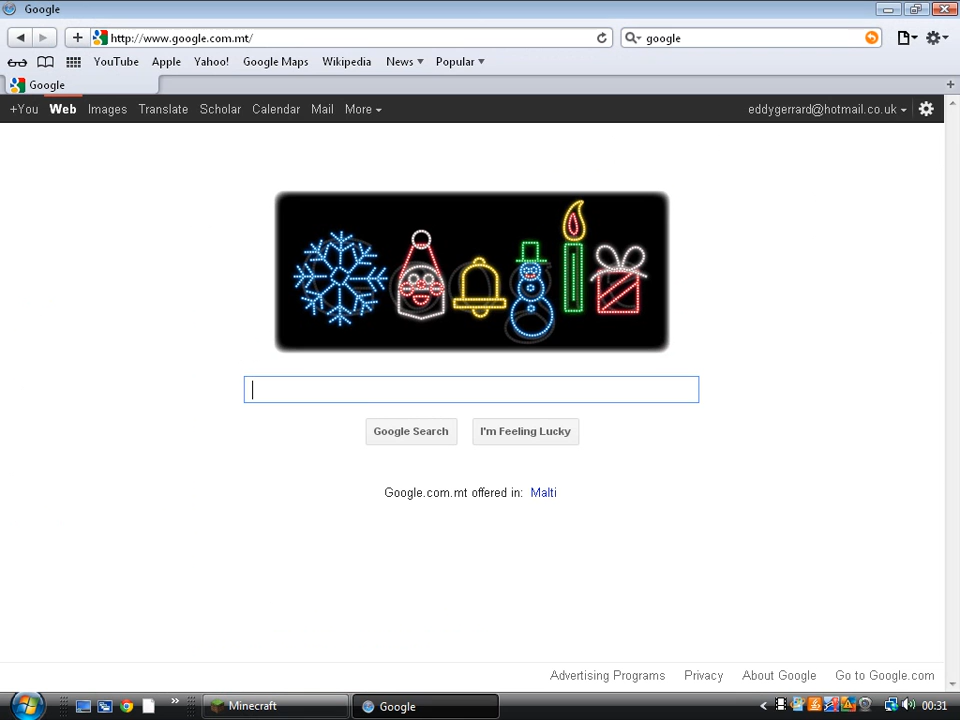 Google
http://www.google.com.mt/
google
YouTube Apple Yahoo! Google Maps Wikipedia News Popular
Google
+You Web Images Translate Scholar Calendar Mail More
eddygerrard@hotmail.co.uk
Google Search I'm Feeling Lucky
Google.com.mt offered in: Malti
Advertising Programs Privacy About Google Go to Google.com
Minecraft Google 00:31